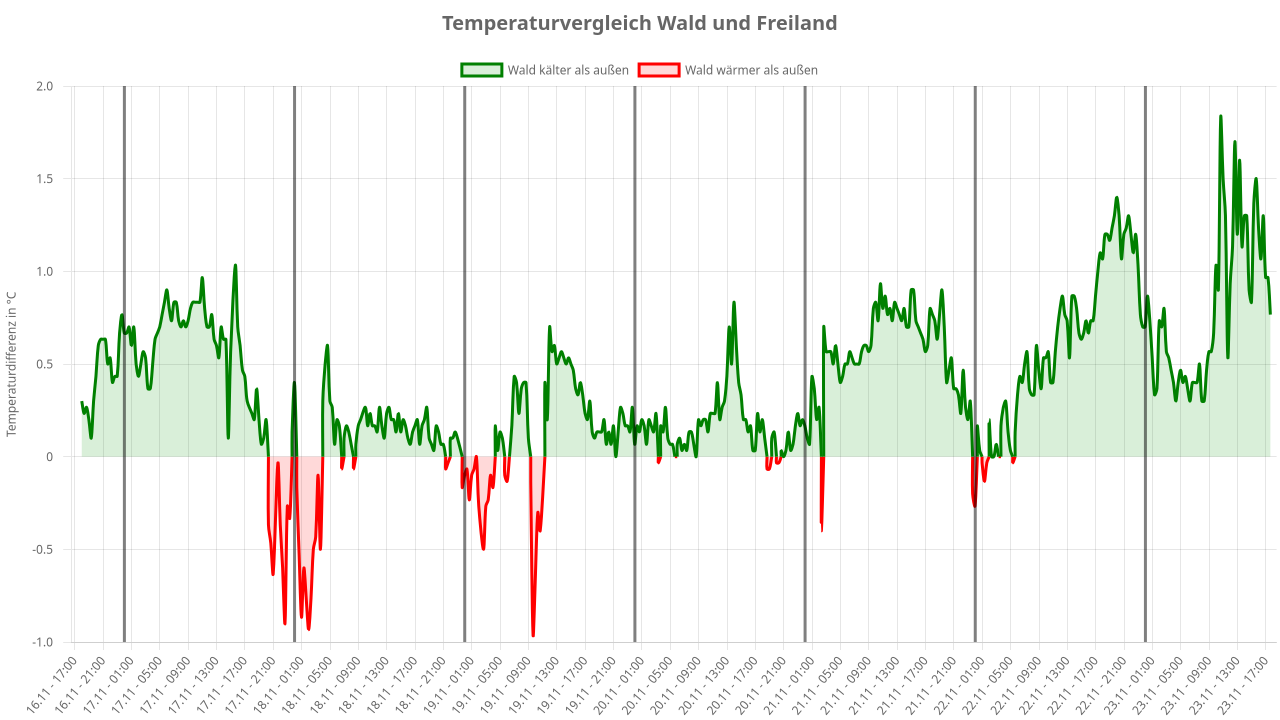 Temperaturvergleich Wald und Freiland
Wald kälter als außen
Wald wärmer als außen
Temperaturdifferenz in °C
2.0
1.5
1.0
0.5
0
-0.5
-1.0
16.11 - 17:00
16.11 - 21:00
17.11 - 01:00
17.11 - 05:00
17.11 - 09:00
17.11 - 13:00
17.11 - 17:00
17.11 - 21:00
18.11 - 01:00
18.11 - 05:00
18.11 - 09:00
18.11 - 13:00
18.11 - 17:00
18.11 - 21:00
19.11 - 01:00
19.11 - 05:00
19.11 - 09:00
19.11 - 13:00
19.11 - 17:00
19.11 - 21:00
20.11 - 01:00
20.11 - 05:00
20.11 - 09:00
20.11 - 13:00
20.11 - 17:00
20.11 - 21:00
21.11 - 01:00
21.11 - 05:00
21.11 - 09:00
21.11 - 13:00
21.11 - 17:00
21.11 - 21:00
22.11 - 01:00
22.11 - 05:00
22.11 - 09:00
22.11 - 13:00
22.11 - 17:00
22.11 - 21:00
23.11 - 01:00
23.11 - 05:00
23.11 - 09:00
23.11 - 13:00
23.11 - 17:00